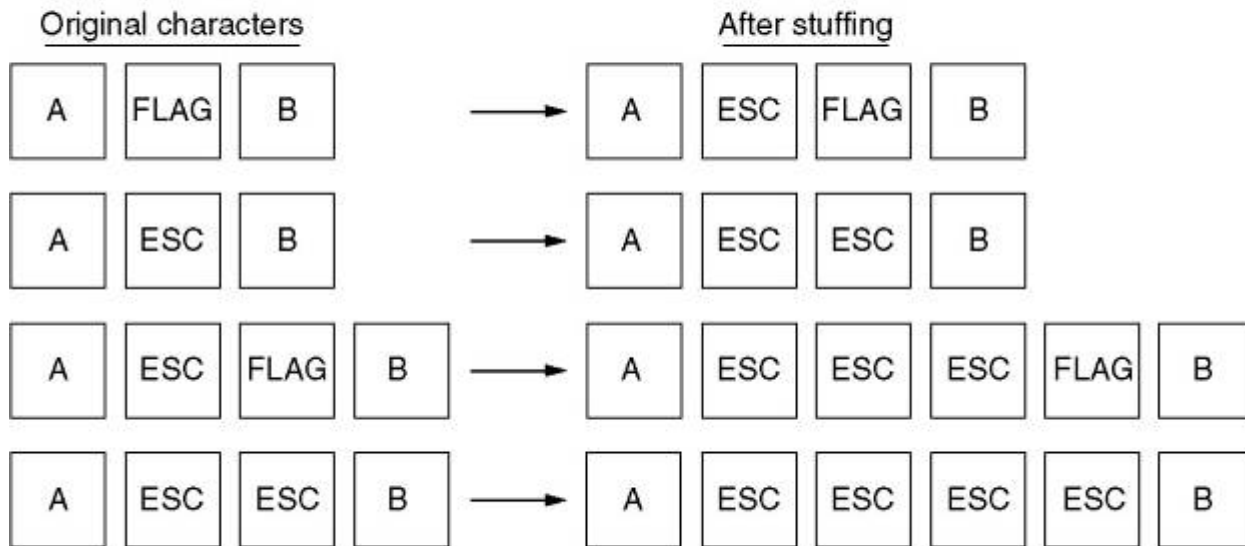 Original characters After stuffing
A FLAG B A ESC FLAG B
A ESC B A ESC ESC B
A ESC FLAG B A ESC ESC ESC FLAG B
A ESC ESC B A ESC ESC ESC ESC B